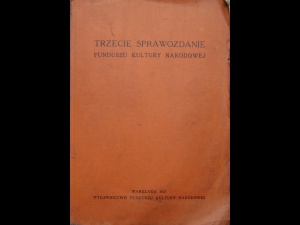 TRZECIE SPRAWOZDANIE
FUNDUSZU KULTURY NARODOWEJ
WARSZAWA
WYDAWNICTWO FUNDUSZU KULTURY NARODOWEJ